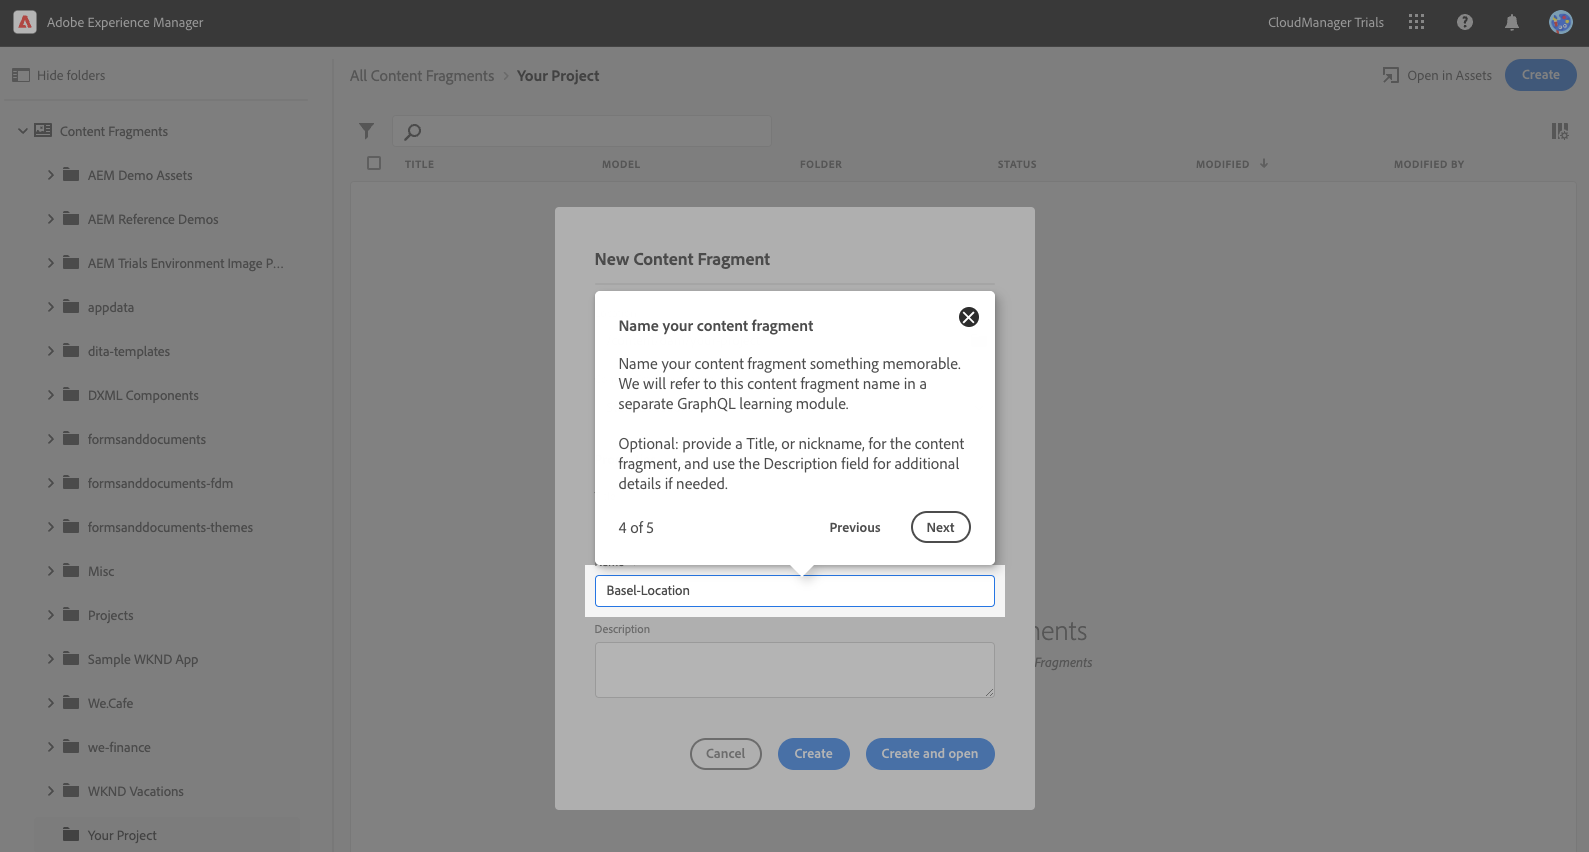 Adobe Experience Manager
CloudManager Trials
Hide folders
All Content Fragments > Your Project
Open in Assets
Create
Content Fragments
AEM Demo Assets
AEM Reference Demos
AEM Trials Environment Image P...
appdata
dita-templates
DXML Components
formsanddocuments
formsanddocuments-fdm
formsanddocuments-themes
Misc
Projects
Sample WKND App
We.Cafe
we-finance
WKND Vacations
Your Project
TITLE MODEL FOLDER STATUS MODIFIED MODIFIED BY
New Content Fragment
Name your content fragment
Name your content fragment something memorable.
We will refer to this content fragment name in a
separate GraphQL learning module.
Optional: provide a Title, or nickname, for the content
fragment, and use the Description field for additional
details if needed.
4 of 5
Previous
Next
Basel-Location
Description
Fragments
Cancel
Create
Create and open